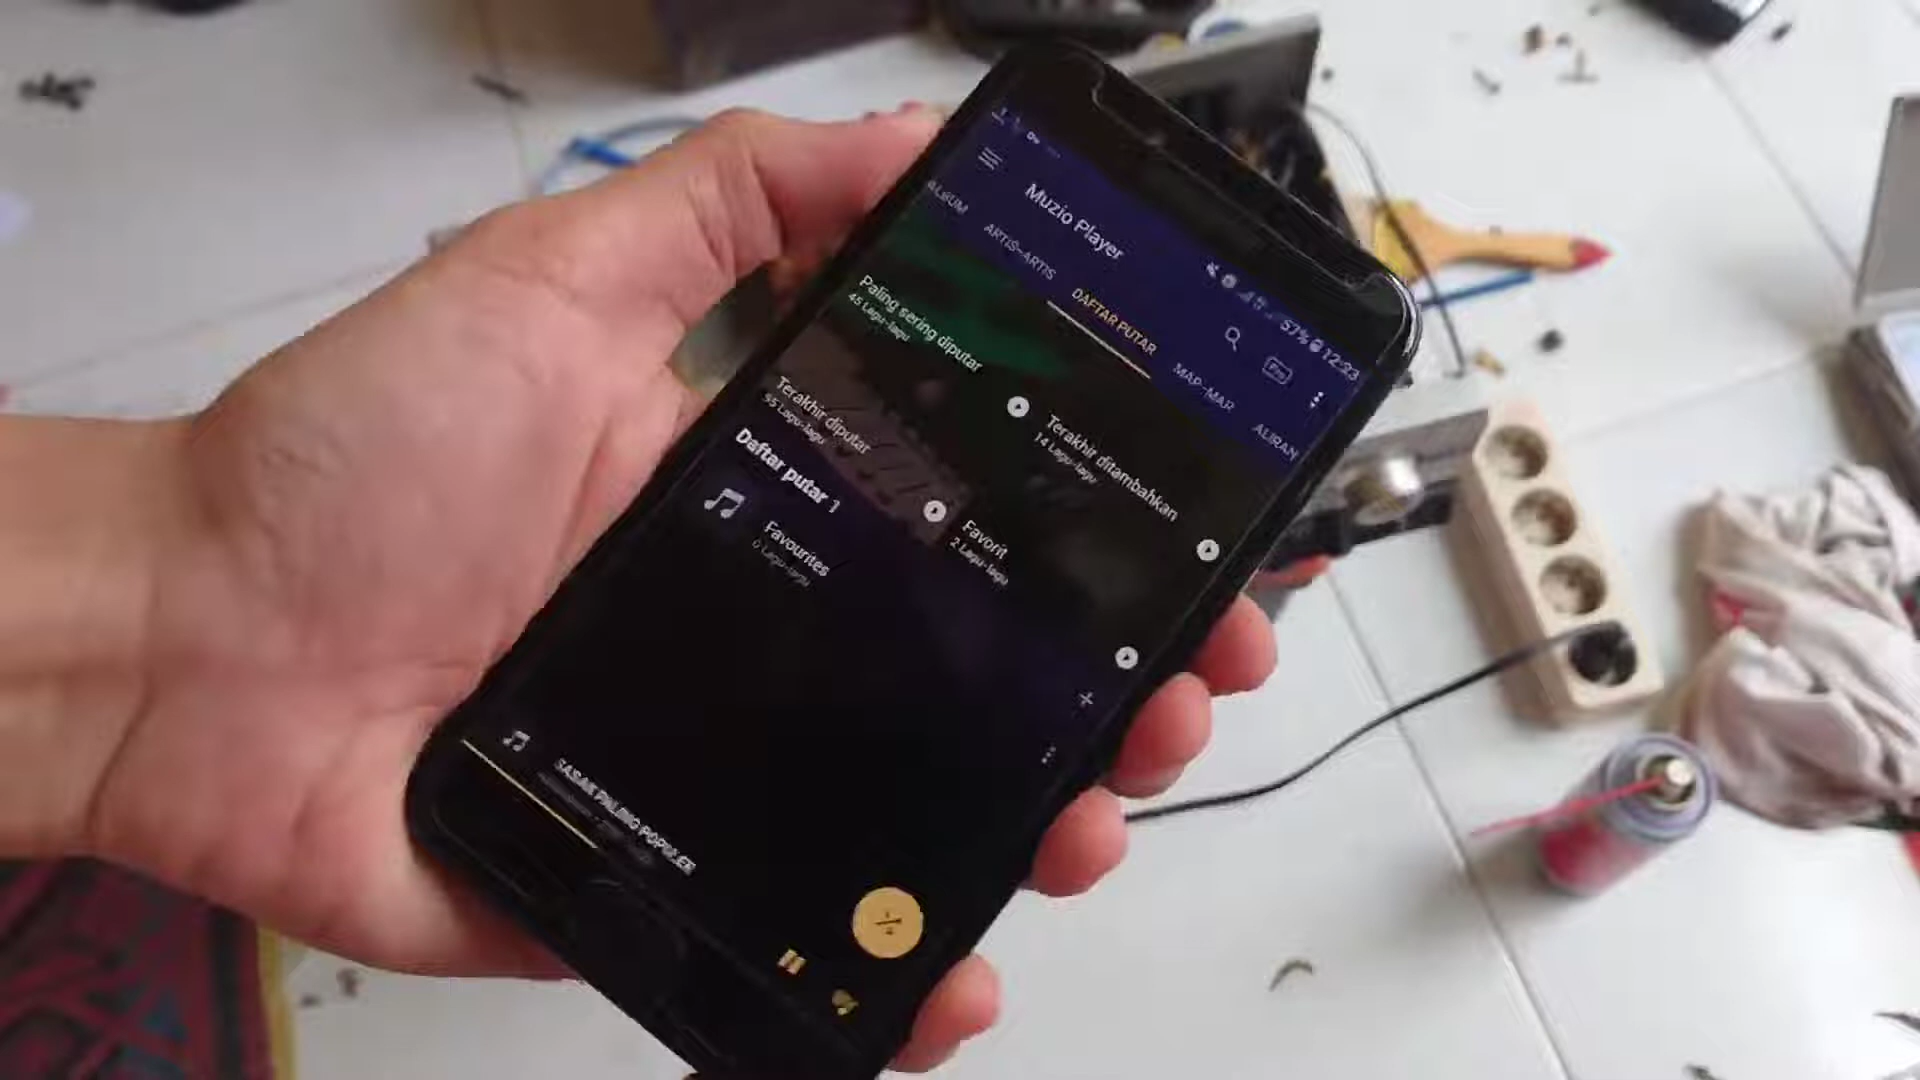 57% 12:23
Muzio Player
Pro
ALBUM
ARTIS-ARTIS
DAFTAR PUTAR
MAP-MAP
ALIRAN
Paling sering diputar
45 Lagu-lagu
Terakhir ditambahkan
14 Lagu-lagu
Terakhir diputar
95 Lagu-lagu
Favorit
2 Lagu-lagu
Daftar putar 1
Favourites
0 Lagu-lagu
SASAK PALING POPULER